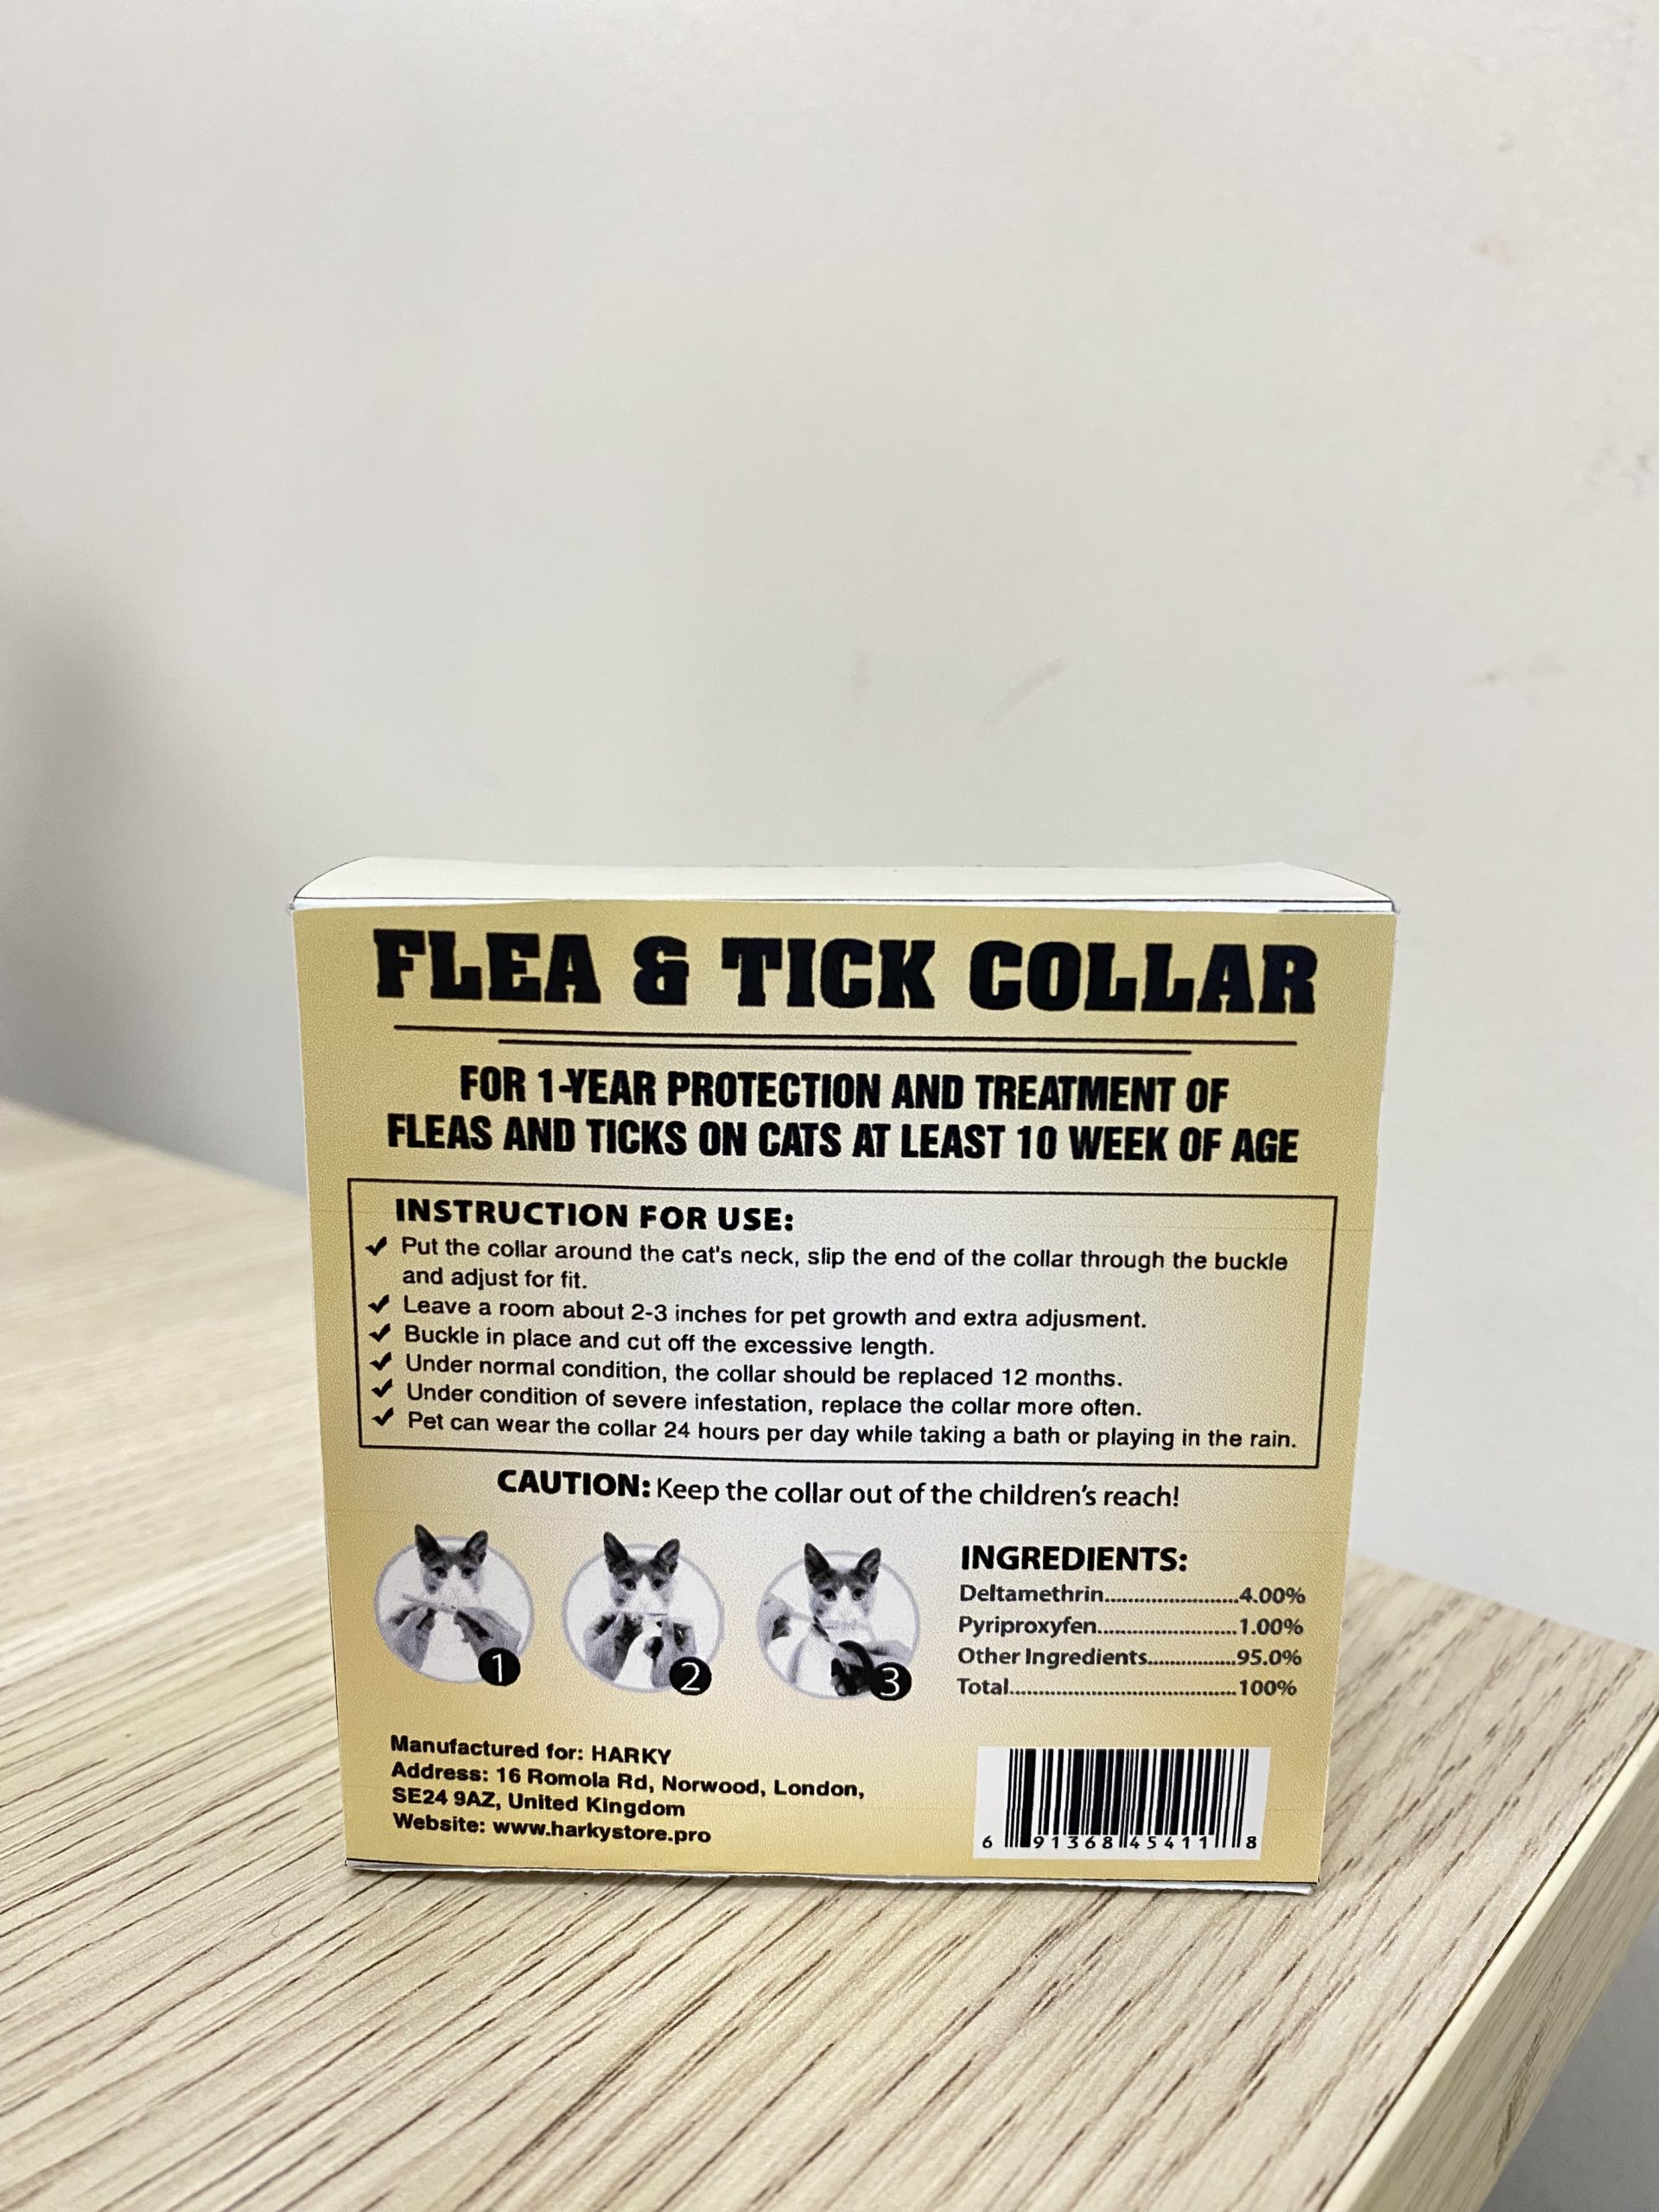 FLEA & TICK COLLAR
FOR 1-YEAR PROTECTION AND TREATMENT OF
FLEAS AND TICKS ON CATS AT LEAST 10 WEEK OF AGE
INSTRUCTION FOR USE:
✔ Put the collar around the cat's neck, slip the end of the collar through the buckle
and adjust for fit.
✔ Leave a room about 2-3 inches for pet growth and extra adjusment.
✔ Buckle in place and cut off the excessive length.
✔ Under normal condition, the collar should be replaced 12 months.
✔ Under condition of severe infestation, replace the collar more often.
✔ Pet can wear the collar 24 hours per day while taking a bath or playing in the rain.
CAUTION: Keep the collar out of the children's reach!
1
2
3
INGREDIENTS:
Deltamethrin........................4.00%
Pyriproxyfen.........................1.00%
Other Ingredients................95.0%
Total.........................................100%
Manufactured for: HARKY
Address: 16 Romola Rd, Norwood, London,
SE24 9AZ, United Kingdom
Website: www.harkystore.pro
6 91368 45411 8